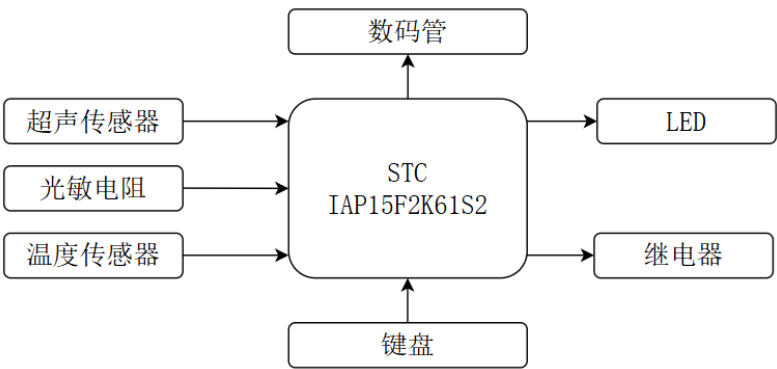 数码管
超声传感器
LED
光敏电阻
STC
IAP15F2K61S2
温度传感器
继电器
键盘